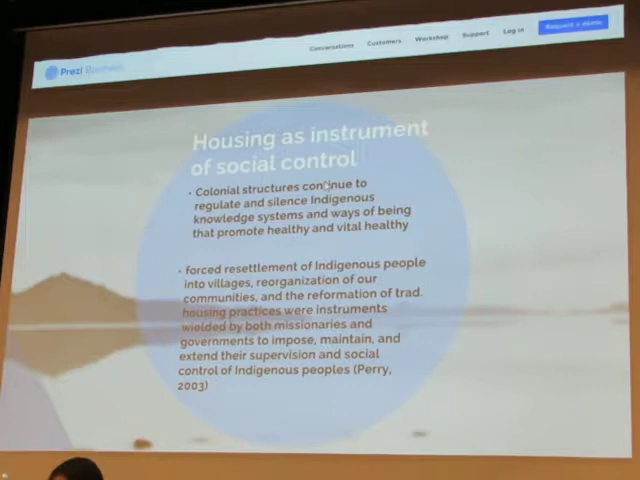 Prezi Business
Conversations Customers Workshop Support Log in Request a demo
Housing as instrument
of social control
• Colonial structures continue to
regulate and silence Indigenous
knowledge systems and ways of being
that promote healthy and vital healthy
• forced resettlement of Indigenous people
into villages, reorganization of our
communities, and the reformation of trad.
housing practices were instruments
wielded by both missionaries and
governments to impose, maintain, and
extend their supervision and social
control of Indigenous peoples (Perry,
2003)